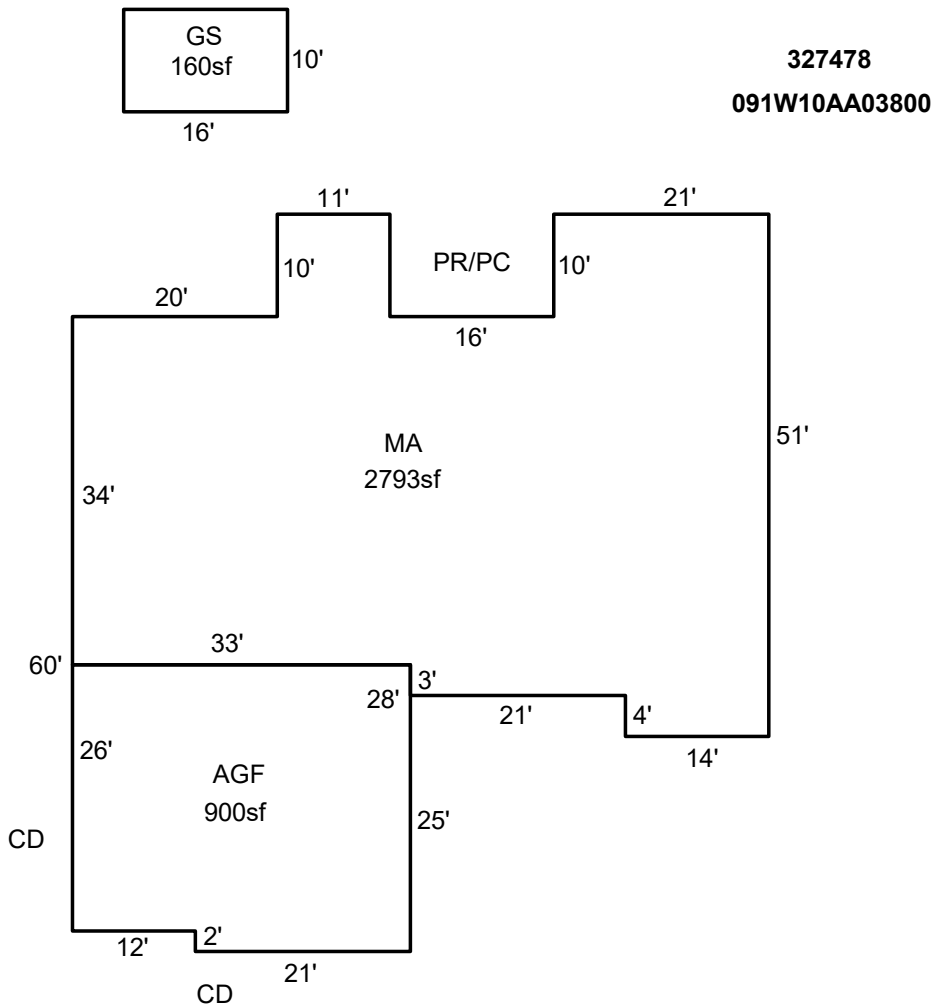 GS
160sf
10'
16'
327478
091W10AA03800
11'
21'
10'
PR/PC
10'
20'
16'
MA
2793sf
51'
34'
33'
60'
28'
3'
21'
4'
14'
26'
AGF
900sf
25'
CD
12'
2'
21'
CD